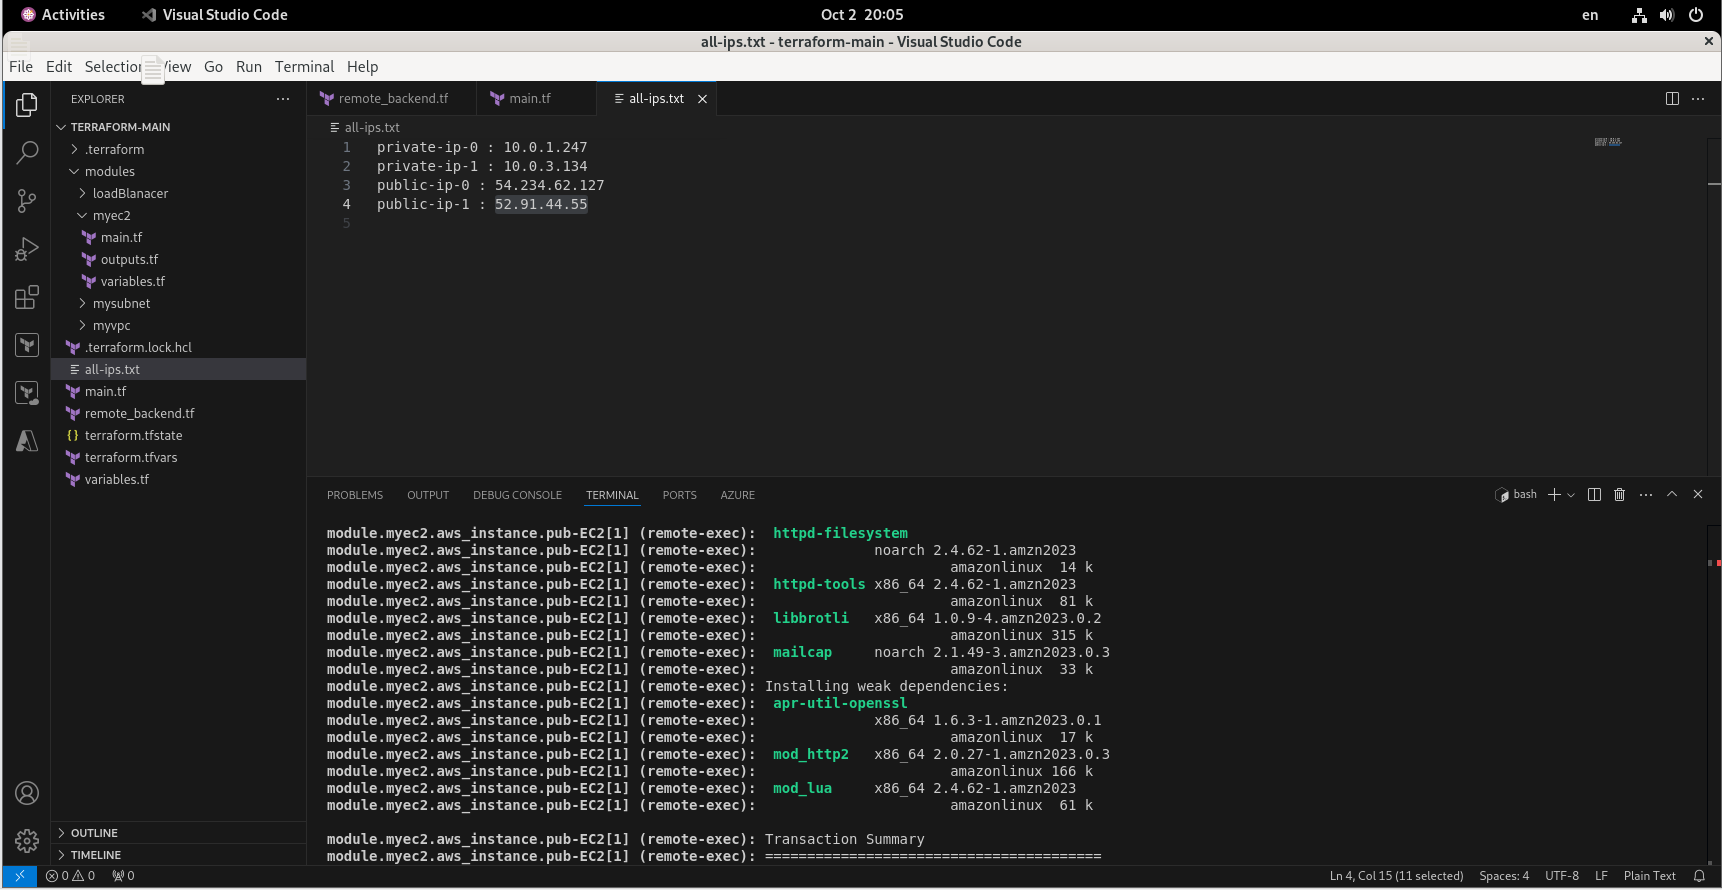 Activities
Visual Studio Code
Oct 2 20:05
en
all-ips.txt - terraform-main - Visual Studio Code
File Edit Selection View Go Run Terminal Help
EXPLORER
TERRAFORM-MAIN
.terraform
modules
loadBlanacer
myec2
main.tf
outputs.tf
variables.tf
mysubnet
myvpc
.terraform.lock.hcl
all-ips.txt
main.tf
remote_backend.tf
{} terraform.tfstate
terraform.tfvars
variables.tf
OUTLINE
TIMELINE
remote_backend.tf main.tf all-ips.txt
all-ips.txt
1 private-ip-0 : 10.0.1.247
2 private-ip-1 : 10.0.3.134
3 public-ip-0 : 54.234.62.127
4 public-ip-1 : 52.91.44.55
5
PROBLEMS OUTPUT DEBUG CONSOLE TERMINAL PORTS AZURE
bash
module.myec2.aws_instance.pub-EC2[1] (remote-exec): httpd-filesystem
module.myec2.aws_instance.pub-EC2[1] (remote-exec): noarch 2.4.62-1.amzn2023
module.myec2.aws_instance.pub-EC2[1] (remote-exec): amazonlinux 14 k
module.myec2.aws_instance.pub-EC2[1] (remote-exec): httpd-tools x86_64 2.4.62-1.amzn2023
module.myec2.aws_instance.pub-EC2[1] (remote-exec): amazonlinux 81 k
module.myec2.aws_instance.pub-EC2[1] (remote-exec): libbrotli x86_64 1.0.9-4.amzn2023.0.2
module.myec2.aws_instance.pub-EC2[1] (remote-exec): amazonlinux 315 k
module.myec2.aws_instance.pub-EC2[1] (remote-exec): mailcap noarch 2.1.49-3.amzn2023.0.3
module.myec2.aws_instance.pub-EC2[1] (remote-exec): amazonlinux 33 k
module.myec2.aws_instance.pub-EC2[1] (remote-exec): Installing weak dependencies:
module.myec2.aws_instance.pub-EC2[1] (remote-exec): apr-util-openssl
module.myec2.aws_instance.pub-EC2[1] (remote-exec): x86_64 1.6.3-1.amzn2023.0.1
module.myec2.aws_instance.pub-EC2[1] (remote-exec): amazonlinux 17 k
module.myec2.aws_instance.pub-EC2[1] (remote-exec): mod_http2 x86_64 2.0.27-1.amzn2023.0.3
module.myec2.aws_instance.pub-EC2[1] (remote-exec): amazonlinux 166 k
module.myec2.aws_instance.pub-EC2[1] (remote-exec): mod_lua x86_64 2.4.62-1.amzn2023
module.myec2.aws_instance.pub-EC2[1] (remote-exec): amazonlinux 61 k
module.myec2.aws_instance.pub-EC2[1] (remote-exec): Transaction Summary
module.myec2.aws_instance.pub-EC2[1] (remote-exec): ========================================
0 0 0
Ln 4, Col 15 (11 selected) Spaces: 4 UTF-8 LF Plain Text